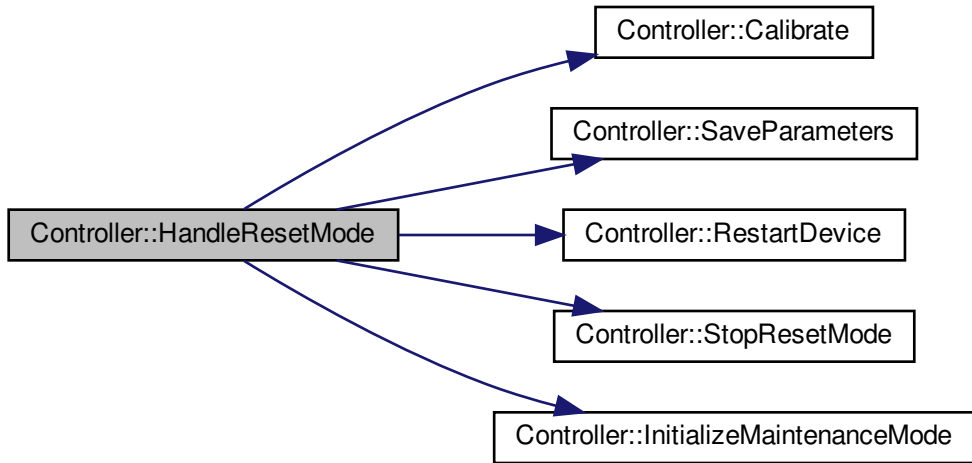 Controller::Calibrate
Controller::SaveParameters
Controller::HandleResetMode
Controller::RestartDevice
Controller::StopResetMode
Controller::InitializeMaintenanceMode